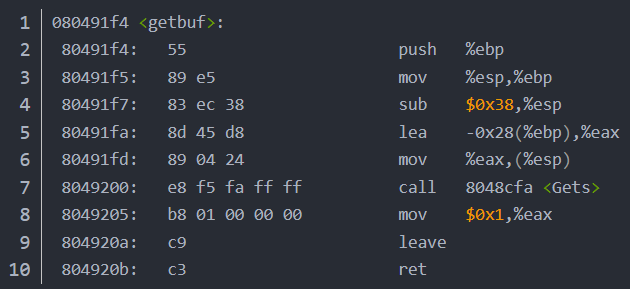 1 080491f4 <getbuf>:
2 80491f4: 55 push %ebp
3 80491f5: 89 e5 mov %esp,%ebp
4 80491f7: 83 ec 38 sub $0x38,%esp
5 80491fa: 8d 45 d8 lea -0x28(%ebp),%eax
6 80491fd: 89 04 24 mov %eax,(%esp)
7 8049200: e8 f5 fa ff ff call 8048cfa <Gets>
8 8049205: b8 01 00 00 00 mov $0x1,%eax
9 804920a: c9 leave
10 804920b: c3 ret